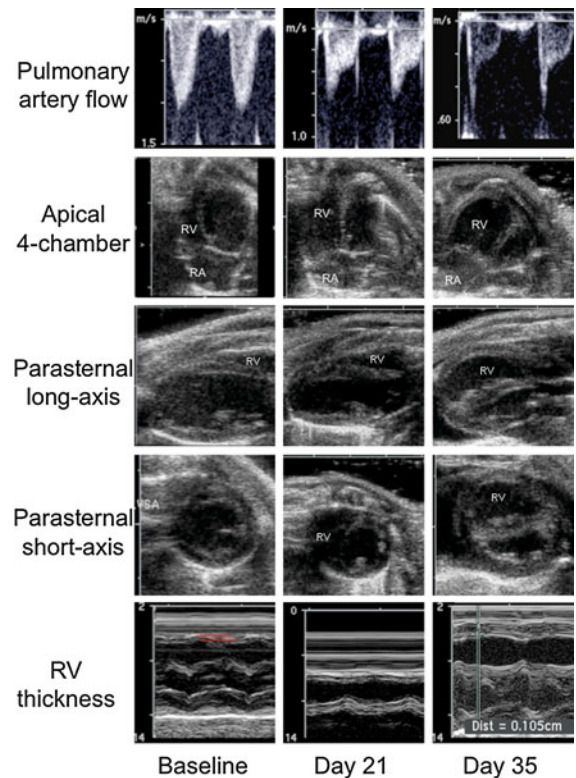 Pulmonary
artery flow
m/s
1.5
m/s
1.0
m/s
.60
Apical
4-chamber
RV
RA
RV
RA
RV
RA
Parasternal
long-axis
RV
RV
RV
Parasternal
short-axis
VSA
RV
RV
RV
thickness
2
14
0
14
2
14
Dist = 0.105cm
Baseline
Day 21
Day 35